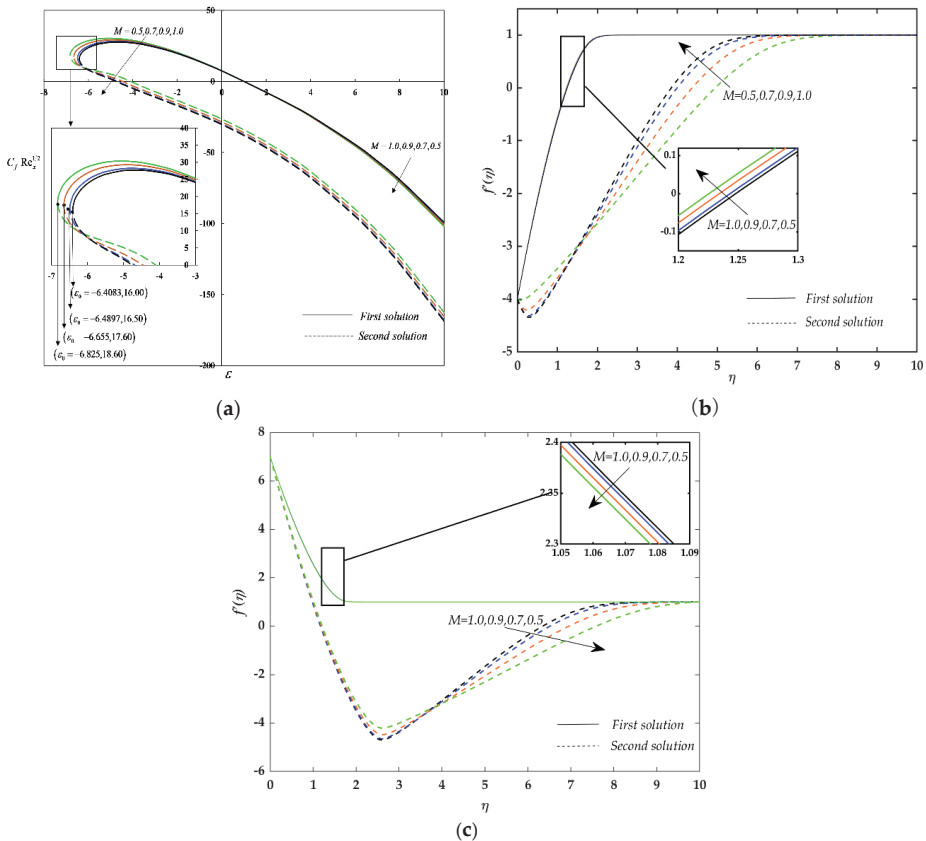 (a)
50
M = 0.5,0.7,0.9,1.0
0
-8 -6 -4 -2 0 2 4 6 8 10
C_f Re_x^{1/2}
40
35
30
25
20
15
10
5
0
-7 -6 -5 -4 -3
M = 1.0,0.9,0.7,0.5
-50
-100
-150
-200
(ε₀ = −6.4083,16.00)
(ε₀ = −6.4897,16.50)
(ε₀ −6.655,17.60)
(ε₀ = −6.825,18.60)
First solution
Second solution
ε
(a)
1
0
-1
-2
-3
-4
-5
f'(η)
M=0.5,0.7,0.9,1.0
0.1
0
-0.1
M=1.0,0.9,0.7,0.5
1.2 1.25 1.3
First solution
Second solution
0 1 2 3 4 5 6 7 8 9 10
η
(b)
8
6
4
2
0
-2
-4
-6
f'(η)
2.4
2.35
2.3
M=1.0,0.9,0.7,0.5
1.05 1.06 1.07 1.08 1.09
M=1.0,0.9,0.7,0.5
First solution
Second solution
0 1 2 3 4 5 6 7 8 9 10
η
(c)